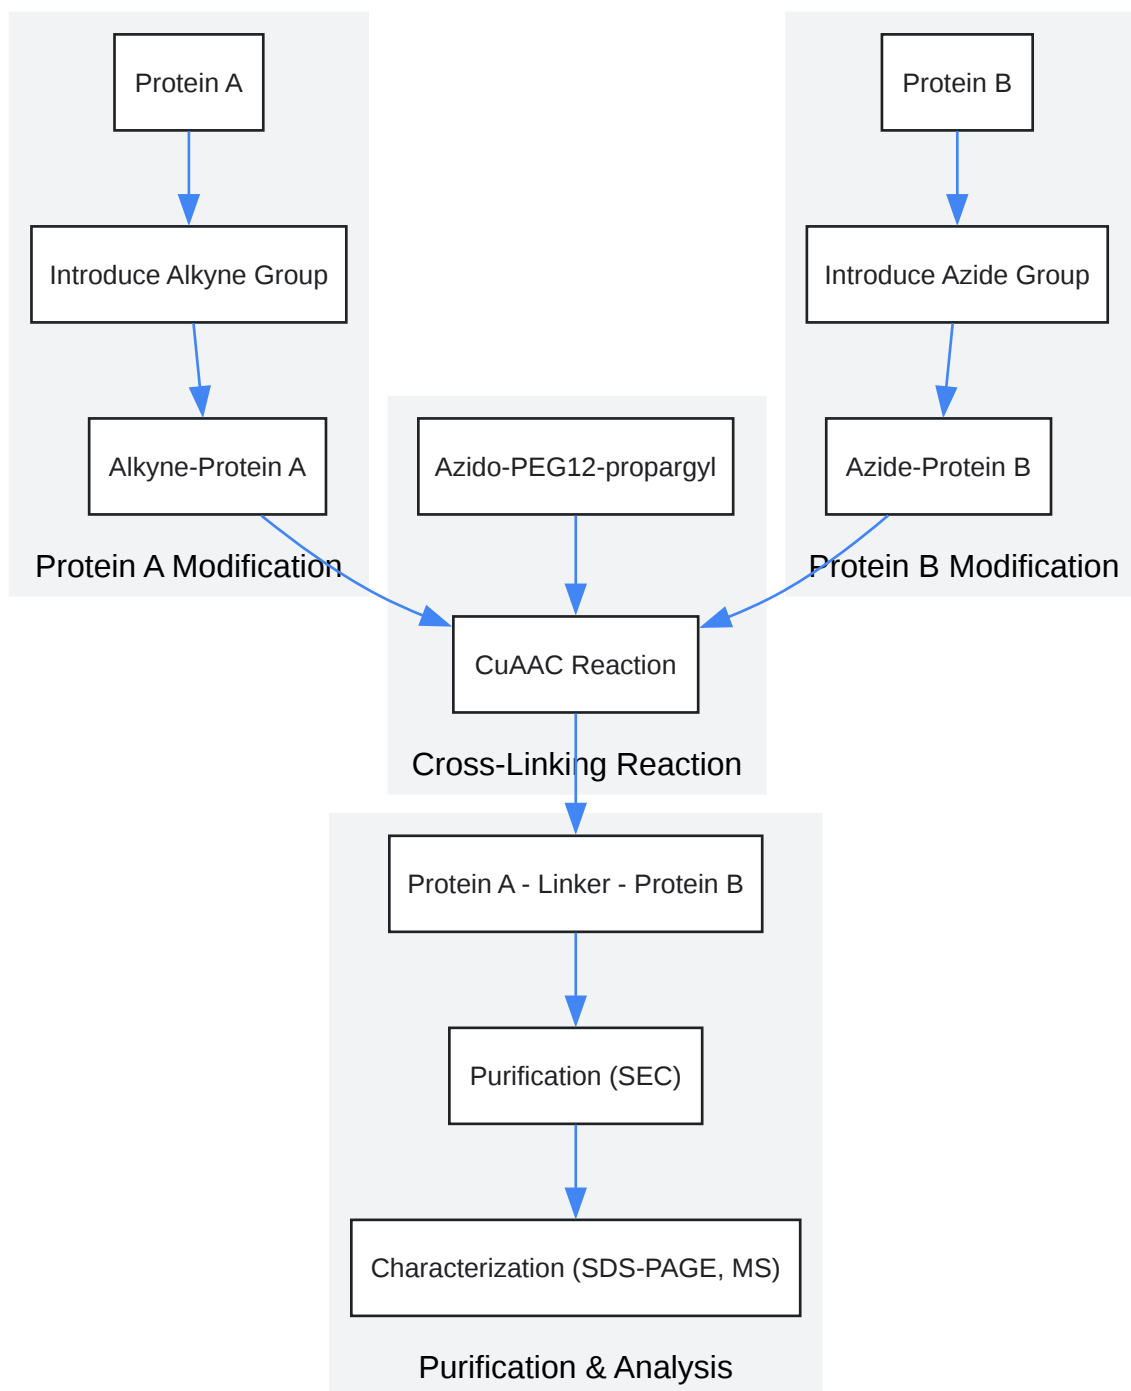 Protein A
Protein B
Introduce Alkyne Group
Introduce Azide Group
Alkyne-Protein A
Azido-PEG12-propargyl
Azide-Protein B
Protein A Modification
Protein B Modification
CuAAC Reaction
Cross-Linking Reaction
Protein A - Linker - Protein B
Purification (SEC)
Characterization (SDS-PAGE, MS)
Purification & Analysis